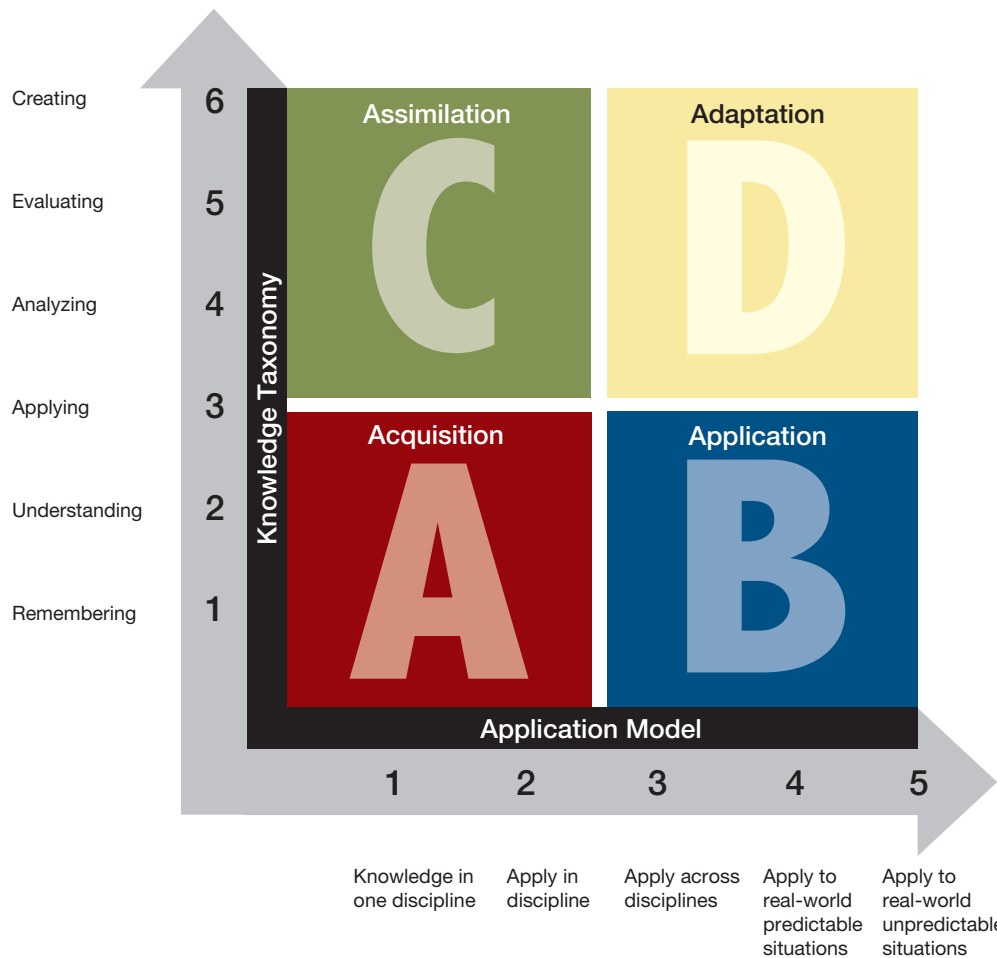 Creating
6
Evaluating
5
Analyzing
4
Applying
3
Understanding
2
Remembering
1
Knowledge Taxonomy
Assimilation
C
Adaptation
D
Acquisition
A
Application
B
Application Model
1
2
3
4
5
Knowledge in
one discipline
Apply in
discipline
Apply across
disciplines
Apply to
real-world
predictable
situations
Apply to
real-world
unpredictable
situations